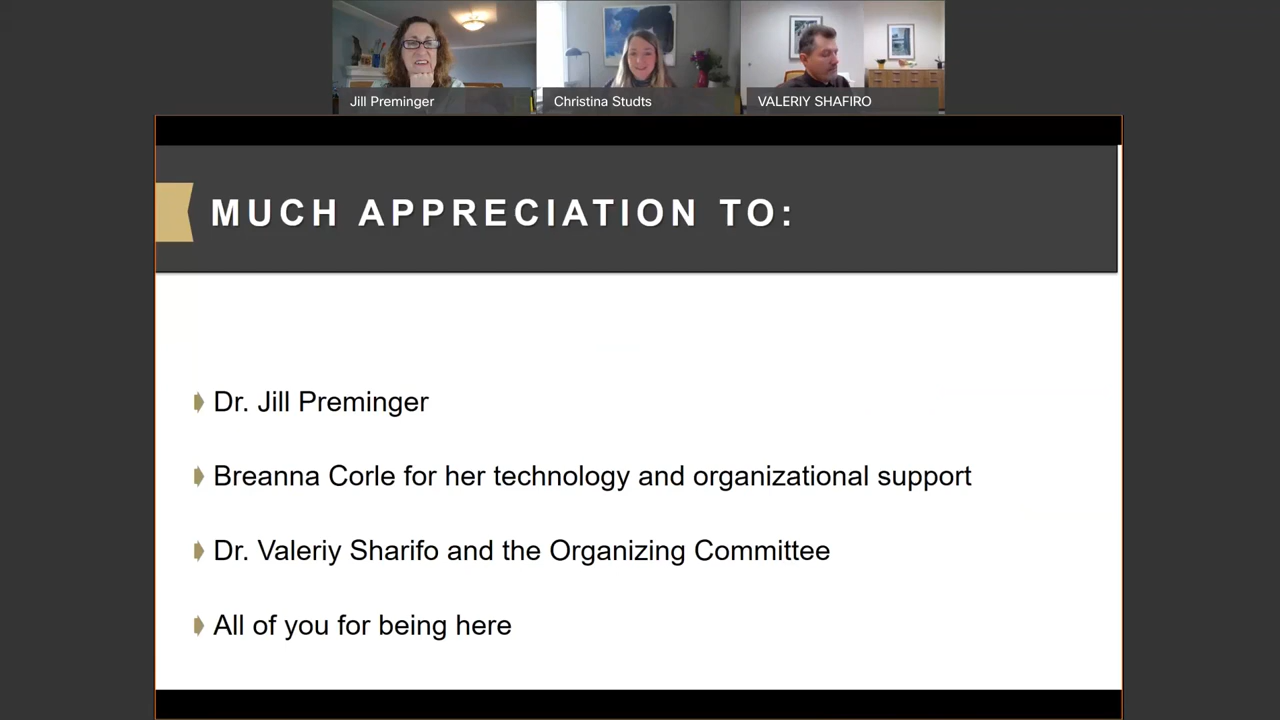 Jill Preminger
Christina Studts
VALERIY SHAFIRO
MUCH APPRECIATION TO:
Dr. Jill Preminger
Breanna Corle for her technology and organizational support
Dr. Valeriy Sharifo and the Organizing Committee
All of you for being here